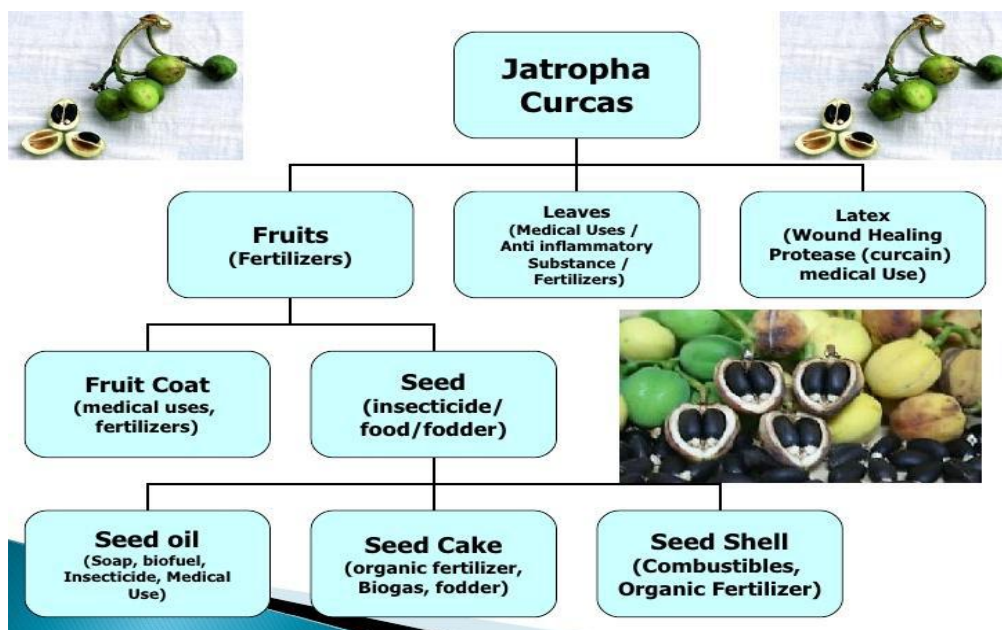 Jatropha
Curcas
Fruits
(Fertilizers)
Leaves
(Medical Uses /
Anti inflammatory
Substance /
Fertilizers)
Latex
(Wound Healing
Protease (curcain)
medical Use)
Fruit Coat
(medical uses,
fertilizers)
Seed
(insecticide/
food/fodder)
Seed oil
(Soap, biofuel,
Insecticide, Medical
Use)
Seed Cake
(organic fertilizer,
Biogas, fodder)
Seed Shell
(Combustibles,
Organic Fertilizer)